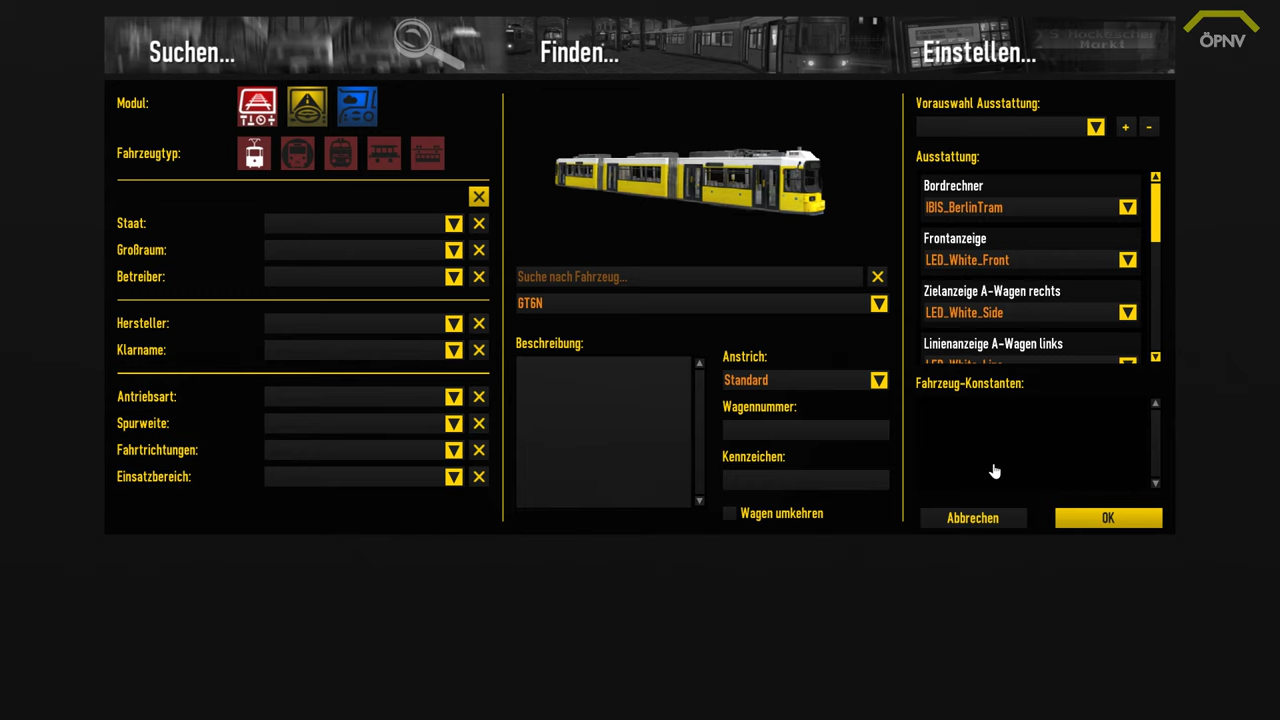 Suchen...
Finden...
Einstellen...
ÖPNV
Modul:
Fahrzeugtyp:
Staat:
Großraum:
Betreiber:
Hersteller:
Klarname:
Antriebsart:
Spurweite:
Fahrtrichtungen:
Einsatzbereich:
Suche nach Fahrzeug...
GT6N
Beschreibung:
Anstrich:
Standard
Wagennummer:
Kennzeichen:
Wagen umkehren
Vorauswahl Ausstattung:
+ -
Ausstattung:
Bordrechner
IBIS_BerlinTram
Frontanzeige
LED_White_Front
Zielanzeige A-Wagen rechts
LED_White_Side
Linienanzeige A-Wagen links
LED_White_Line
Fahrzeug-Konstanten:
Abbrechen
OK